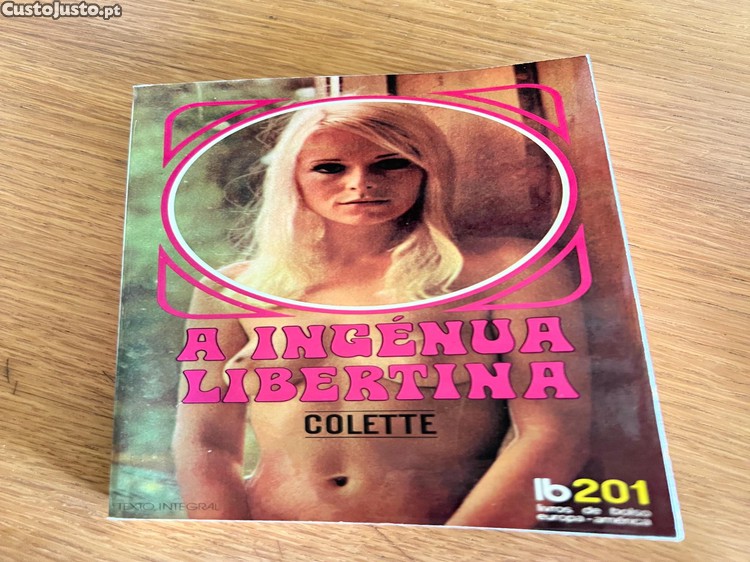 CustoJusto.pt
A INGÉNUA
LIBERTINA
COLETTE
TEXTO INTEGRAL
lb201
livros de bolso
europa-américa